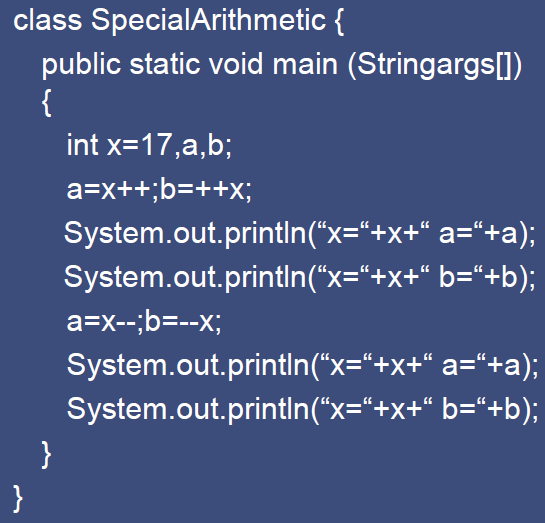 class SpecialArithmetic {
public static void main (Stringargs[])
{
int x=17,a,b;
a=x++;b=++x;
System.out.println(“x=“+x+“ a=“+a);
System.out.println(“x=“+x+“ b=“+b);
a=x--;b=--x;
System.out.println(“x=“+x+“ a=“+a);
System.out.println(“x=“+x+“ b=“+b);
}
}